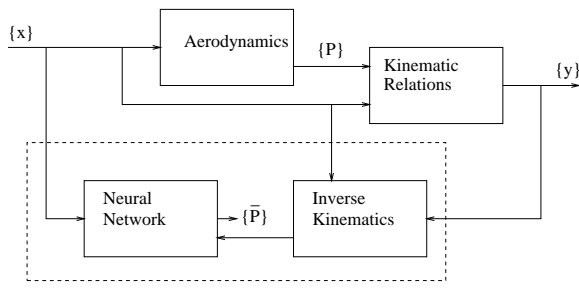 {x}
Aerodynamics
{P}
Kinematic
Relations
{y}
Neural
Network
{P̅}
Inverse
Kinematics